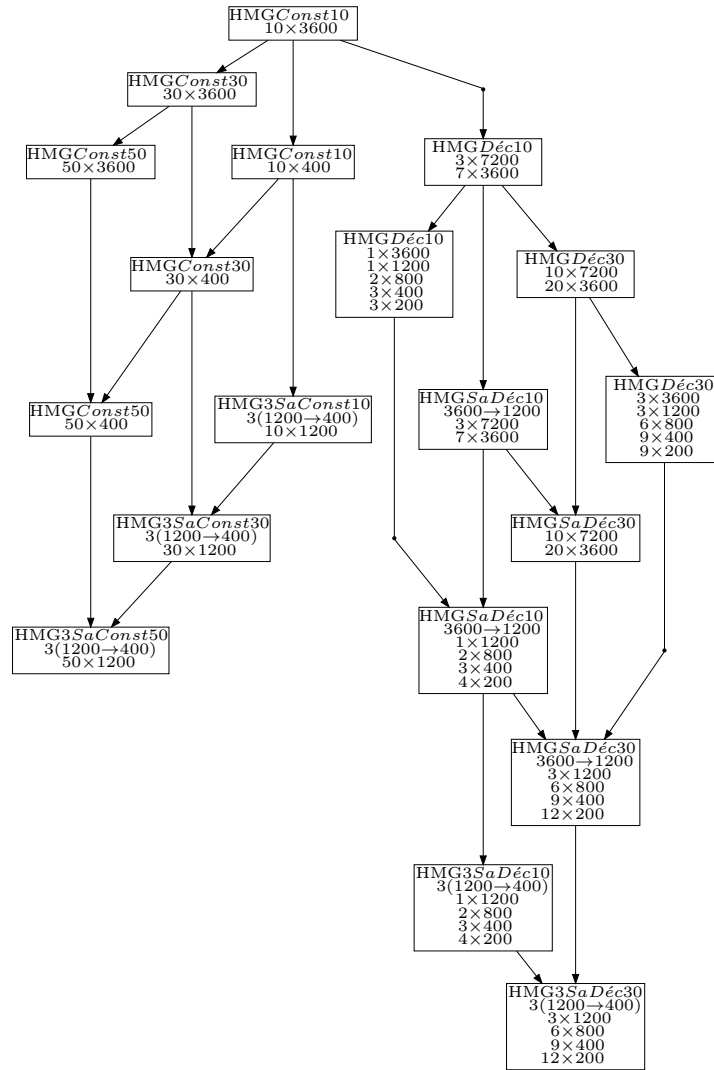 HMGConst10
10×3600
HMGConst30
30×3600
HMGConst50
50×3600
HMGConst10
10×400
HMGDéc10
3×7200
7×3600
HMGDéc10
1×3600
1×1200
2×800
3×400
3×200
HMGConst30
30×400
HMGDéc30
10×7200
20×3600
HMGConst50
50×400
HMG3SaConst10
3(1200→400)
10×1200
HMGSaDéc10
3600→1200
3×7200
7×3600
HMGDéc30
3×3600
3×1200
6×800
9×400
9×200
HMG3SaConst30
3(1200→400)
30×1200
HMGSaDéc30
10×7200
20×3600
HMG3SaConst50
3(1200→400)
50×1200
HMGSaDéc10
3600→1200
1×1200
2×800
3×400
4×200
HMGSaDéc30
3600→1200
3×1200
6×800
9×400
12×200
HMG3SaDéc10
3(1200→400)
1×1200
2×800
3×400
4×200
HMG3SaDéc30
3(1200→400)
3×1200
6×800
9×400
12×200